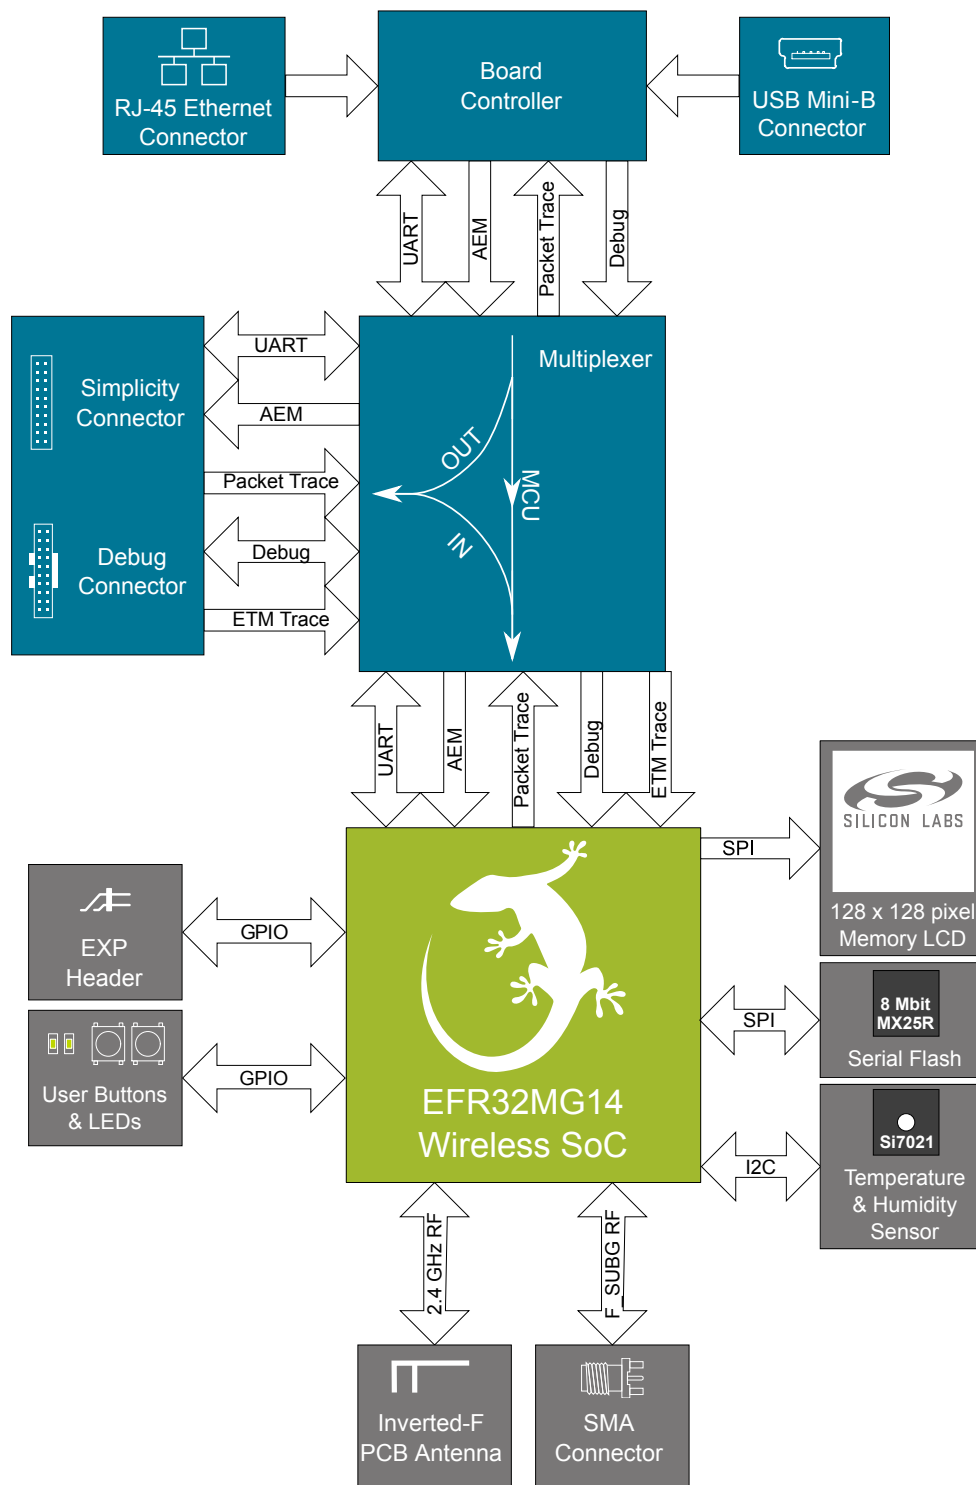 RJ-45 Ethernet
Connector
Board
Controller
USB Mini-B
Connector
UART
AEM
Packet Trace
Debug
Simplicity
Connector
Debug
Connector
UART
AEM
Packet Trace
Debug
ETM Trace
Multiplexer
OUT
MCU
IN
UART
AEM
Packet Trace
Debug
ETM Trace
SILICON LABS
128 x 128 pixel
Memory LCD
SPI
EXP
Header
GPIO
8 Mbit
MX25R
Serial Flash
SPI
User Buttons
& LEDs
GPIO
EFR32MG14
Wireless SoC
Si7021
Temperature
& Humidity
Sensor
I2C
2.4 GHz RF
F_SUBG RF
Inverted-F
PCB Antenna
SMA
Connector